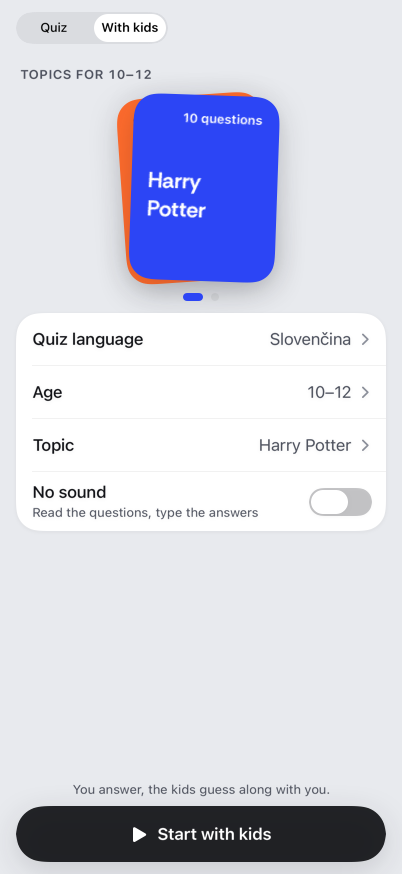 Quiz
With kids
TOPICS FOR 10–12
10 questions
Harry
Potter
Quiz language
Slovenčina
Age
10–12
Topic
Harry Potter
No sound
Read the questions, type the answers
You answer, the kids guess along with you.
Start with kids